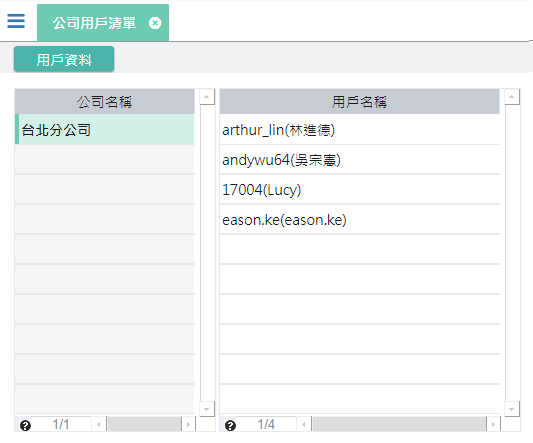 公司用戶清單
用戶資料
公司名稱
用戶名稱
台北分公司
arthur_lin(林進德)
andywu64(吳宗憲)
17004(Lucy)
eason.ke(eason.ke)
1/1
1/4